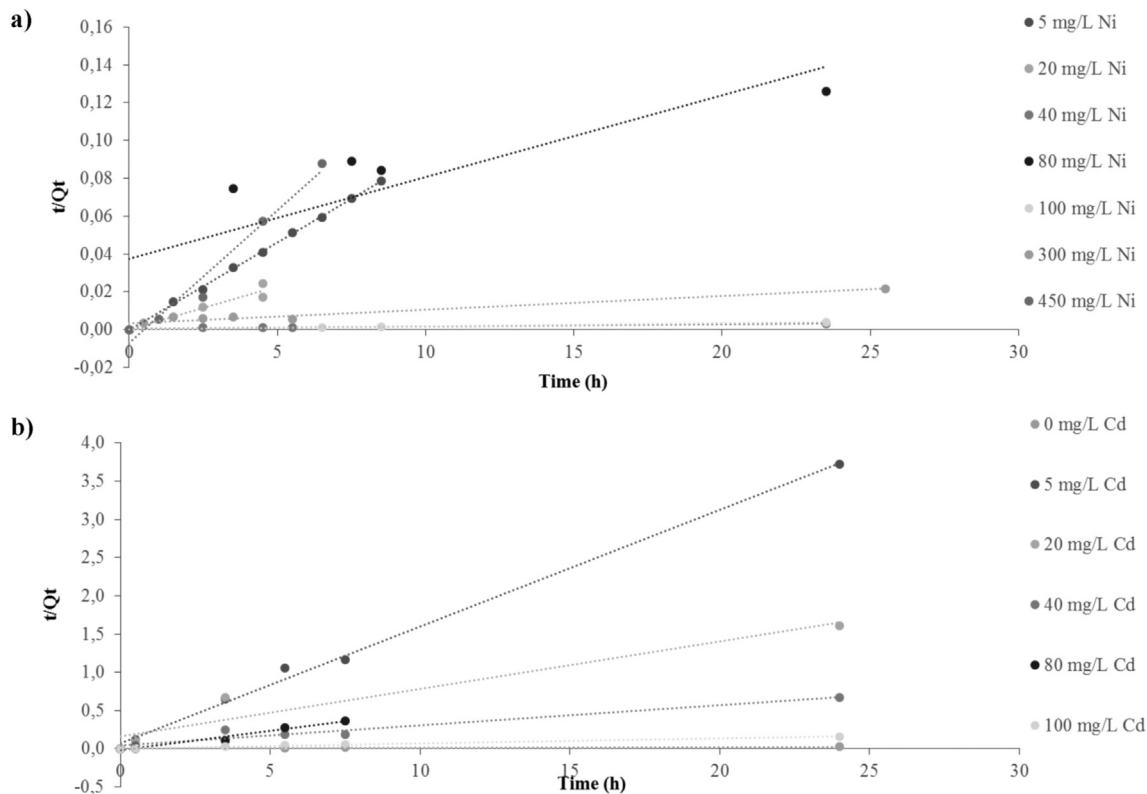 a)
0,16
0,14
0,12
0,10
0,08
0,06
0,04
0,02
0,00
-0,02
t/Qt
0
5
10
15
20
25
30
Time (h)
5 mg/L Ni
20 mg/L Ni
40 mg/L Ni
80 mg/L Ni
100 mg/L Ni
300 mg/L Ni
450 mg/L Ni
b)
4,0
3,5
3,0
2,5
2,0
1,5
1,0
0,5
0,0
-0,5
t/Qt
0
5
10
15
20
25
30
Time (h)
0 mg/L Cd
5 mg/L Cd
20 mg/L Cd
40 mg/L Cd
80 mg/L Cd
100 mg/L Cd